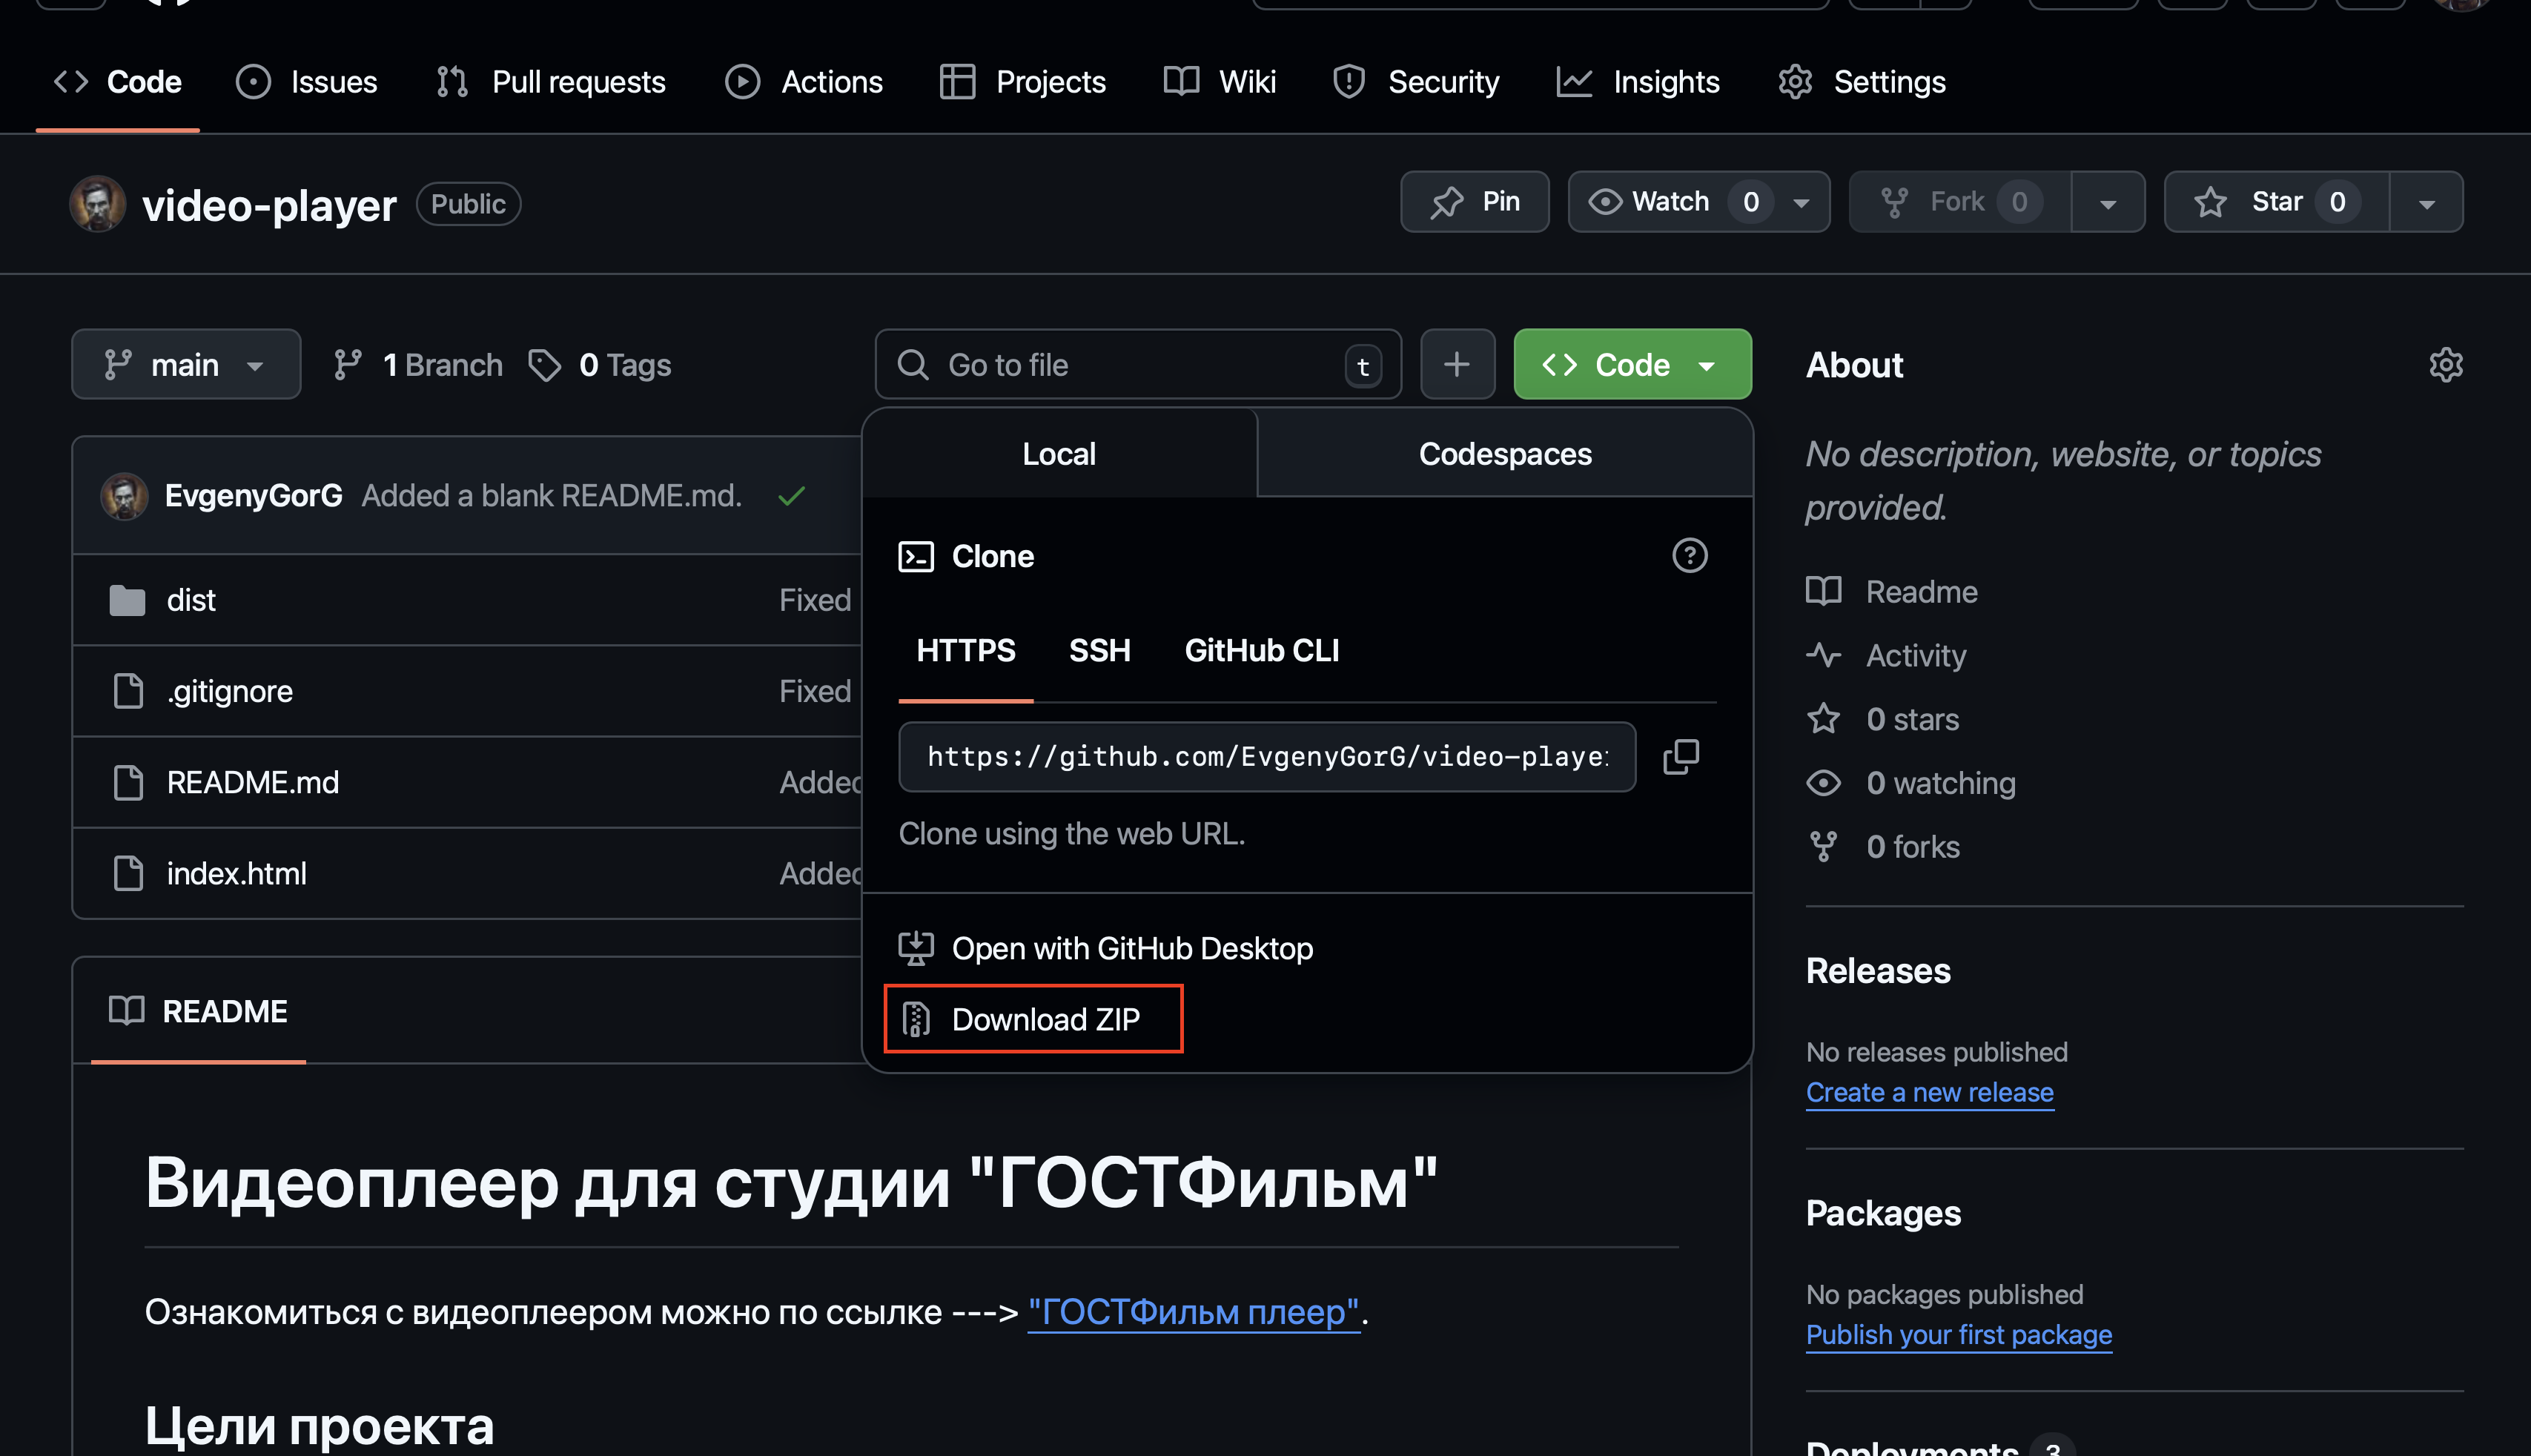 Code Issues Pull requests Actions Projects Wiki Security Insights Settings
video-player Public Pin Watch 0 Fork 0 Star 0
main 1 Branch 0 Tags Go to file t Code
Local Codespaces
EvgenyGorG Added a blank README.md.
dist Fixed
.gitignore Fixed
README.md Added
index.html Added
Clone
HTTPS SSH GitHub CLI
https://github.com/EvgenyGorG/video-player
Clone using the web URL.
Open with GitHub Desktop
Download ZIP
README
Видеоплеер для студии "ГОСТФильм"
Ознакомиться с видеоплеером можно по ссылке ---> "ГОСТФильм плеер".
Цели проекта
About
No description, website, or topics
provided.
Readme
Activity
0 stars
0 watching
0 forks
Releases
No releases published
Create a new release
Packages
No packages published
Publish your first package
Deployments 3